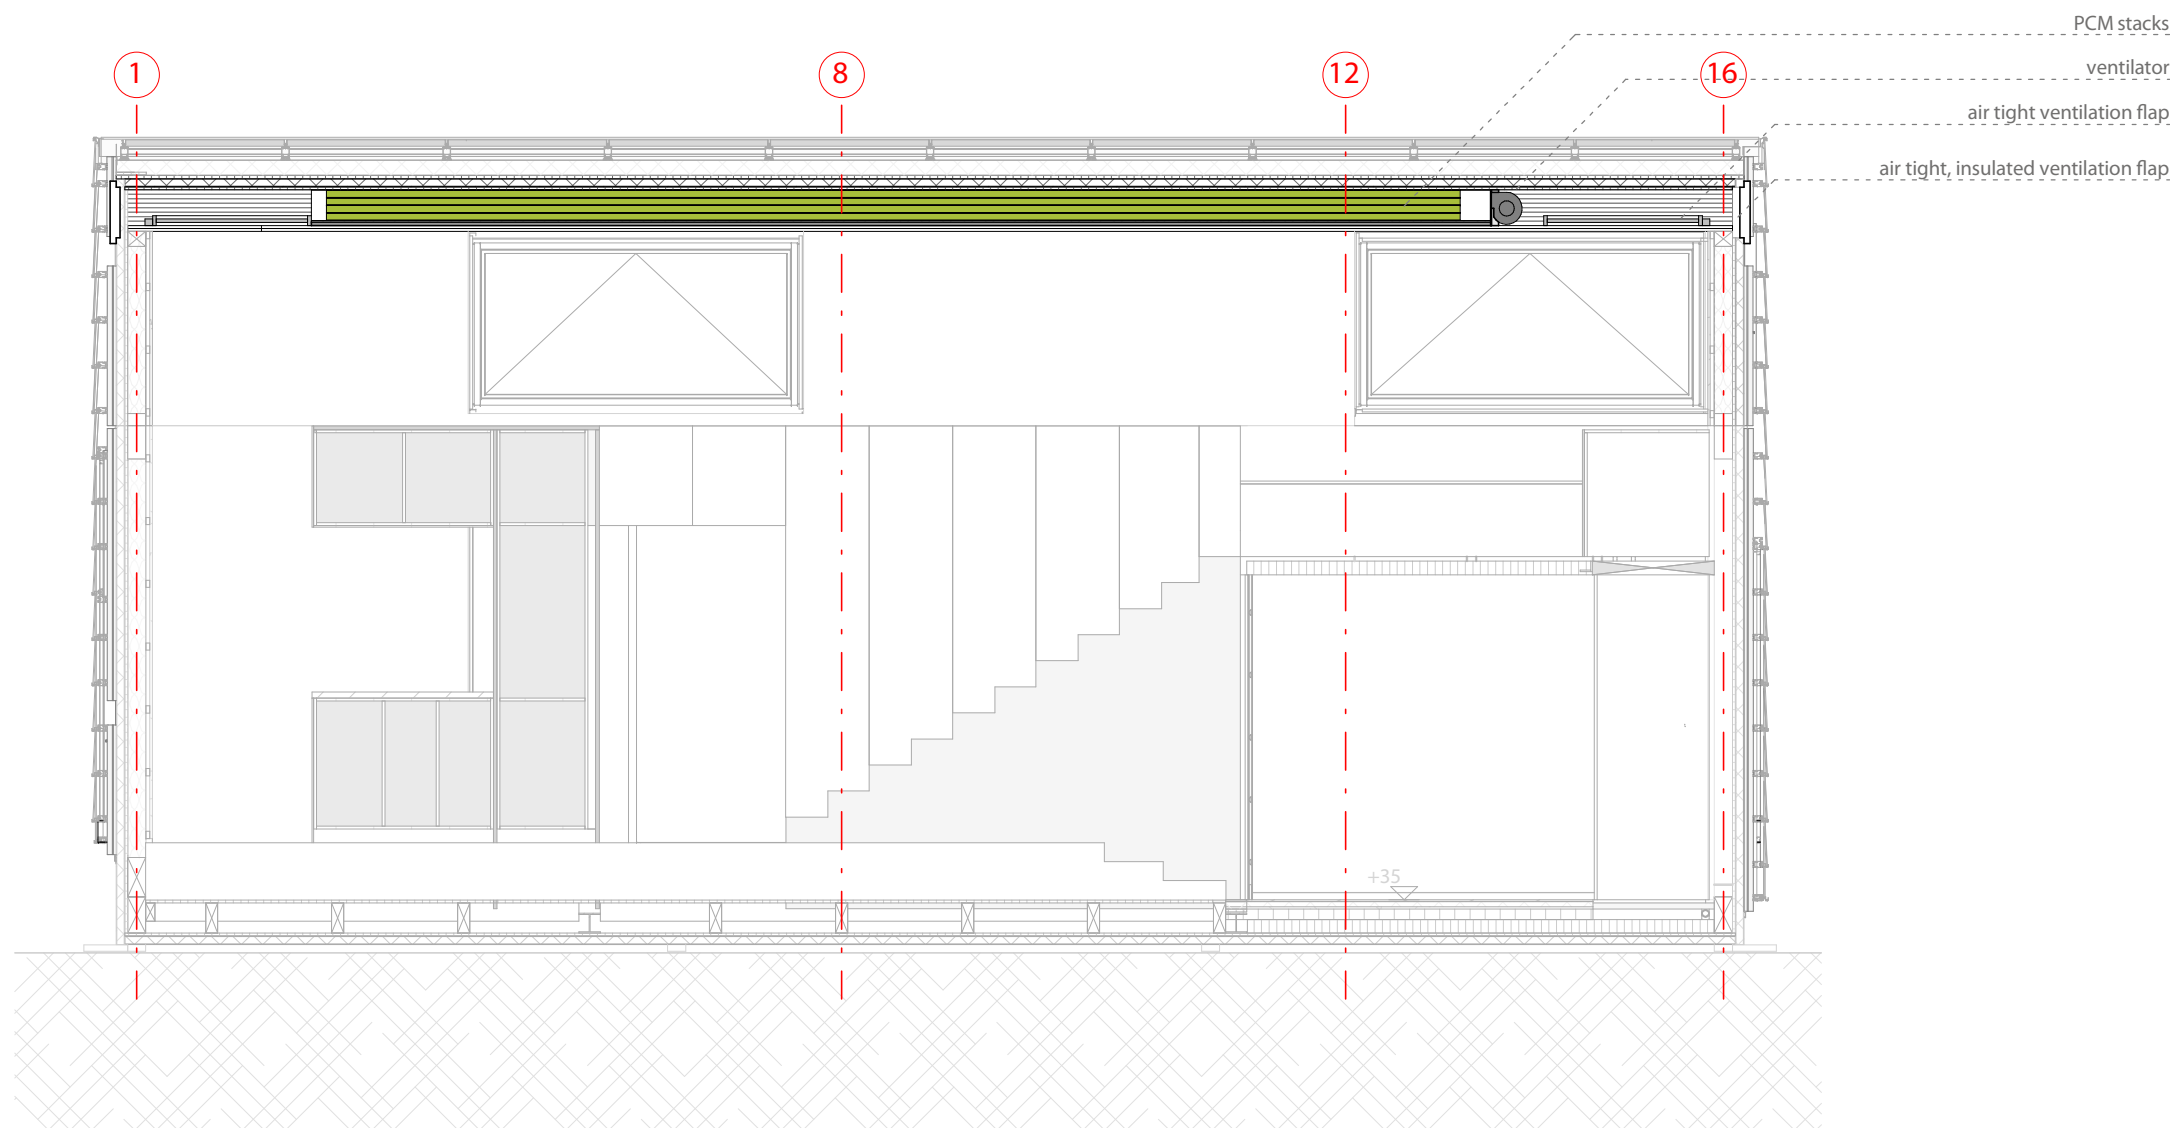 PCM stacks
1
8
12
16
ventilator
air tight ventilation flap
air tight, insulated ventilation flap
+35